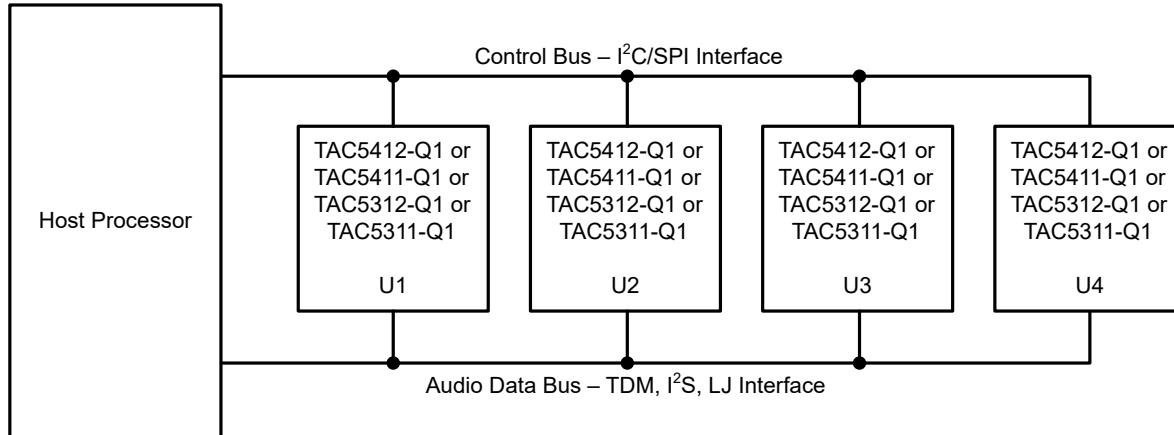 Control Bus – I²C/SPI Interface
Host Processor
TAC5412-Q1 or
TAC5411-Q1 or
TAC5312-Q1 or
TAC5311-Q1
U1
TAC5412-Q1 or
TAC5411-Q1 or
TAC5312-Q1 or
TAC5311-Q1
U2
TAC5412-Q1 or
TAC5411-Q1 or
TAC5312-Q1 or
TAC5311-Q1
U3
TAC5412-Q1 or
TAC5411-Q1 or
TAC5312-Q1 or
TAC5311-Q1
U4
Audio Data Bus – TDM, I²S, LJ Interface